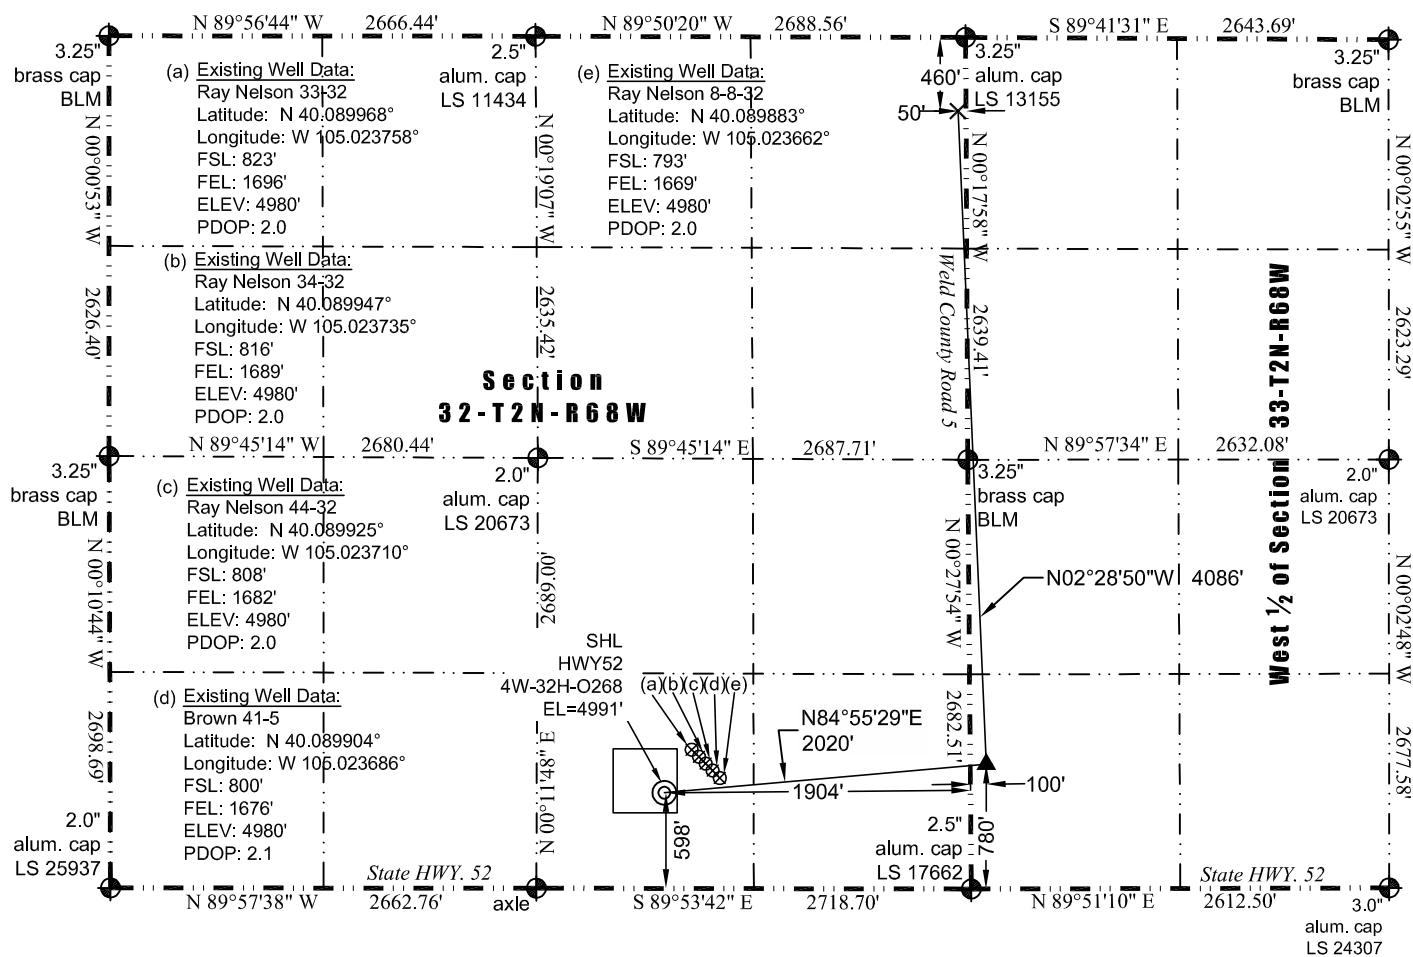 N 89°56'44" W 2666.44' N 89°50'20" W 2688.56' S 89°41'31" E 2643.69'
3.25"
brass cap
BLM
2.5"
alum. cap
LS 11434
3.25"
alum. cap
LS 13155
3.25"
brass cap
BLM
(a) Existing Well Data:
Ray Nelson 33-32
Latitude: N 40.089968°
Longitude: W 105.023758°
FSL: 823'
FEL: 1696'
ELEV: 4980'
PDOP: 2.0
(e) Existing Well Data:
Ray Nelson 8-8-32
Latitude: N 40.089883°
Longitude: W 105.023662°
FSL: 793'
FEL: 1669'
ELEV: 4980'
PDOP: 2.0
460'
50'
N 00°00'53" W
2626.40'
N 00°19'07" W
2635.42'
N 00°17'58" W
2639.41'
Weld County Road 5
N 00°02'55" W
2623.29'
(b) Existing Well Data:
Ray Nelson 34-32
Latitude: N 40.089947°
Longitude: W 105.023735°
FSL: 816'
FEL: 1689'
ELEV: 4980'
PDOP: 2.0
Section
32-T2N-R68W
West ½ of Section 33-T2N-R68W
N 89°45'14" W 2680.44' S 89°45'14" E 2687.71' N 89°57'34" E 2632.08'
3.25"
brass cap
BLM
2.0"
alum. cap
LS 20673
3.25"
brass cap
BLM
2.0"
alum. cap
LS 20673
(c) Existing Well Data:
Ray Nelson 44-32
Latitude: N 40.089925°
Longitude: W 105.023710°
FSL: 808'
FEL: 1682'
ELEV: 4980'
PDOP: 2.0
N 00°10'44" W
2698.69'
2689.00'
N 00°11'48" E
N 00°27'54" W
2682.51'
N02°28'50"W 4086'
N 00°02'48" W
2677.58'
SHL
HWY52
4W-32H-O268
EL=4991'
(a)(b)(c)(d)(e)
(d) Existing Well Data:
Brown 41-5
Latitude: N 40.089904°
Longitude: W 105.023686°
FSL: 800'
FEL: 1676'
ELEV: 4980'
PDOP: 2.1
N84°55'29"E
2020'
1904'
100'
598'
780'
2.0"
alum. cap
LS 25937
2.5"
alum. cap
LS 17662
State HWY. 52
State HWY. 52
N 89°57'38" W 2662.76' axle S 89°53'42" E 2718.70' N 89°51'10" E 2612.50'
3.0"
alum. cap
LS 24307